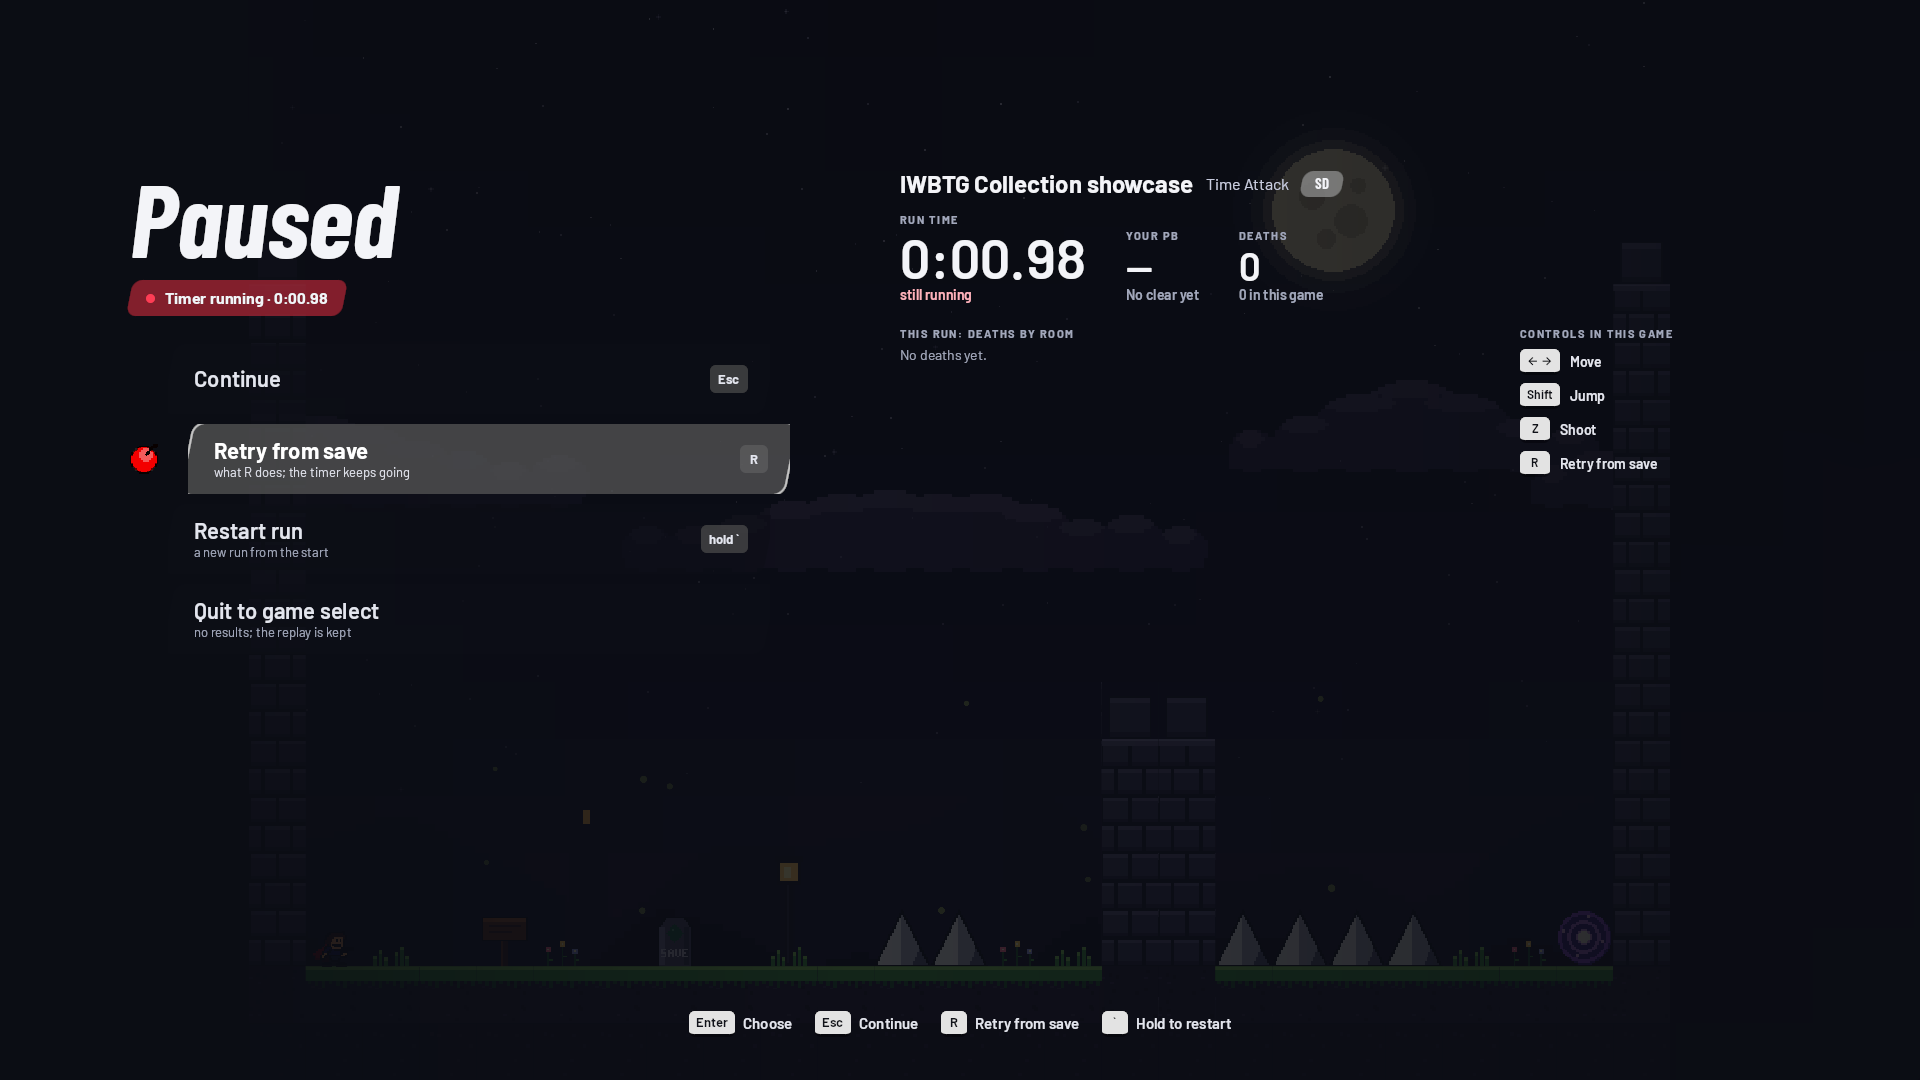 Paused
Timer running · 0:00.98
Continue
Esc
Retry from save
what R does; the timer keeps going
R
Restart run
a new run from the start
hold `
Quit to game select
no results; the replay is kept
IWBTG Collection showcase Time Attack SD
RUN TIME
0:00.98
still running
YOUR PB
—
No clear yet
DEATHS
0
0 in this game
THIS RUN: DEATHS BY ROOM
No deaths yet.
CONTROLS IN THIS GAME
← → Move
Shift Jump
Z Shoot
R Retry from save
SAVE
Enter Choose Esc Continue R Retry from save ` Hold to restart